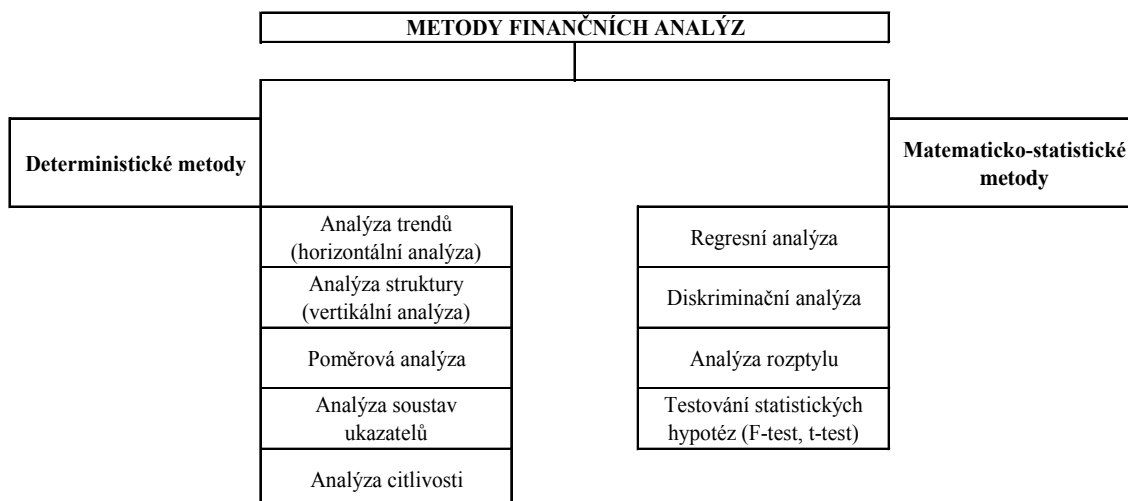 METODY FINANČNÍCH ANALÝZ
Deterministické metody
Matematicko-statistické
metody
Analýza trendů
(horizontální analýza)
Analýza struktury
(vertikální analýza)
Poměrová analýza
Analýza soustav
ukazatelů
Analýza citlivosti
Regresní analýza
Diskriminační analýza
Analýza rozptylu
Testování statistických
hypotéz (F-test, t-test)